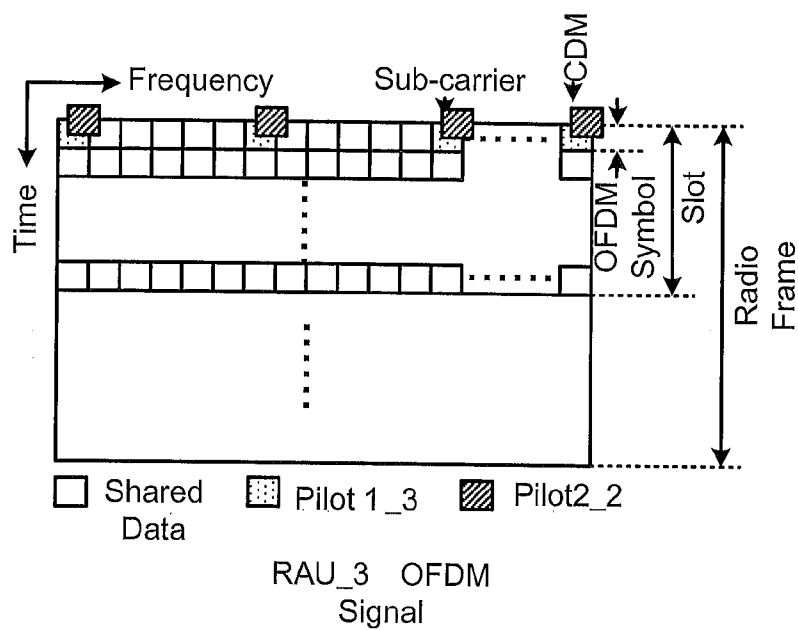 Frequency
Sub-carrier
CDM
Time
OFDM
Symbol
Slot
Radio
Frame
Shared
Data
Pilot 1_3
Pilot2_2
RAU_3 OFDM
Signal